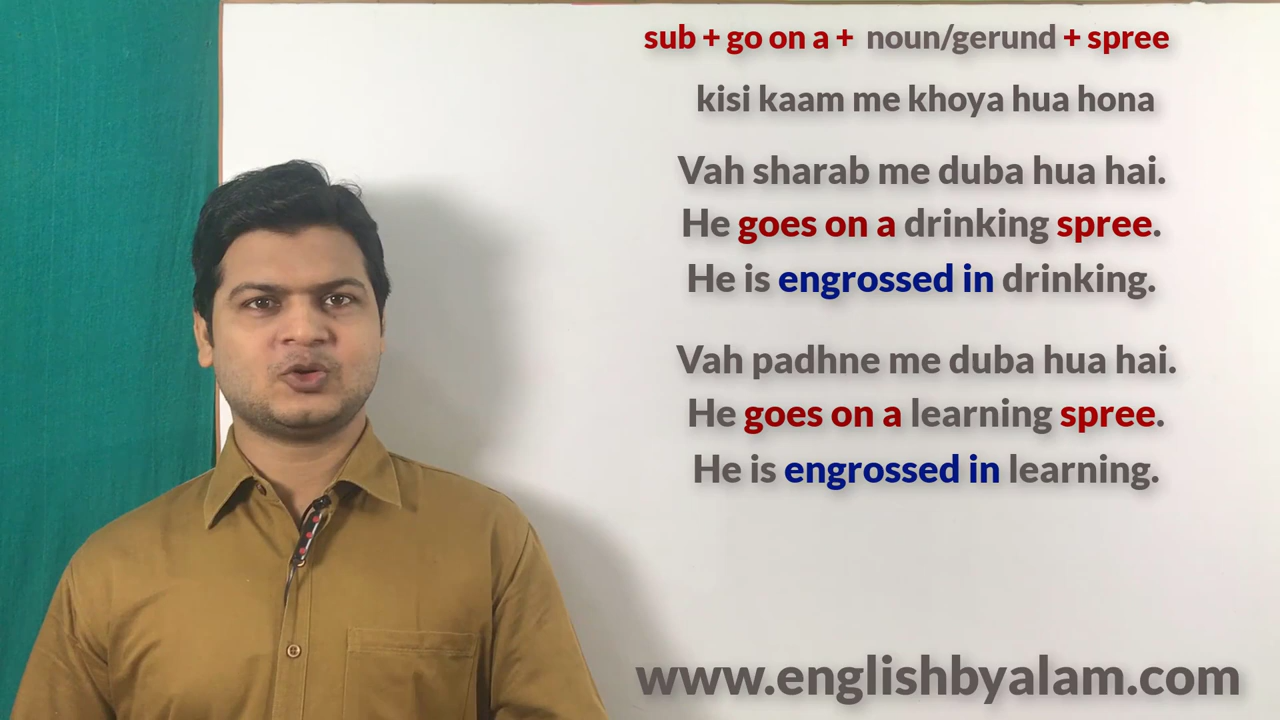 sub + go on a + noun/gerund + spree
kisi kaam me khoya hua hona
Vah sharab me duba hua hai.
He goes on a drinking spree.
He is engrossed in drinking.
Vah padhne me duba hua hai.
He goes on a learning spree.
He is engrossed in learning.
www.englishbyalam.com